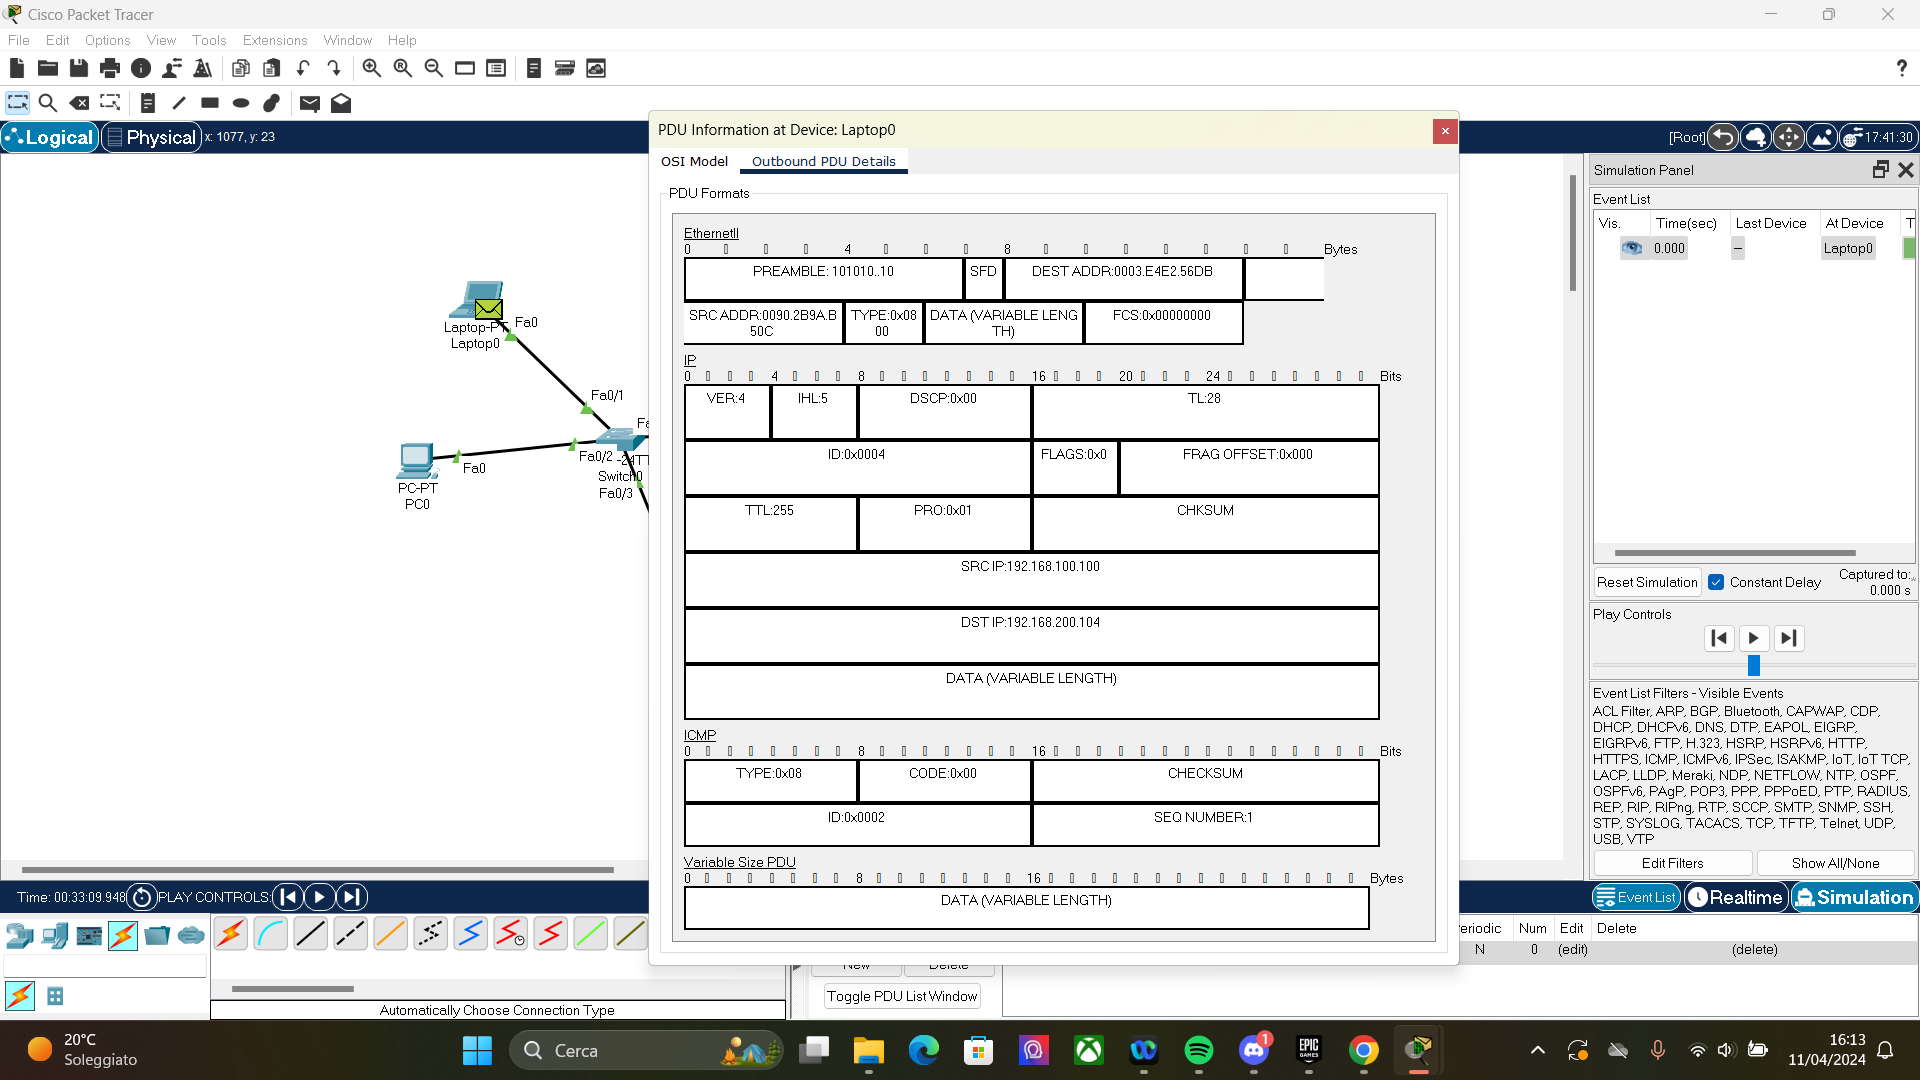 Cisco Packet Tracer
File Edit Options View Tools Extensions Window Help
?
Logical Physical x: 1077, y: 23
[Root] 17:41:30
PDU Information at Device: Laptop0
OSI Model Outbound PDU Details
PDU Formats
EthernetII
0 4 8 Bytes
PREAMBLE: 101010..10 SFD DEST ADDR:0003.E4E2.56DB
SRC ADDR:0090.2B9A.B TYPE:0x08 DATA (VARIABLE LENG FCS:0x00000000
50C 00 TH)
IP
0 4 8 16 20 24 Bits
VER:4 IHL:5 DSCP:0x00 TL:28
ID:0x0004 FLAGS:0x0 FRAG OFFSET:0x000
TTL:255 PRO:0x01 CHKSUM
SRC IP:192.168.100.100
DST IP:192.168.200.104
DATA (VARIABLE LENGTH)
ICMP
0 8 16 Bits
TYPE:0x08 CODE:0x00 CHECKSUM
ID:0x0002 SEQ NUMBER:1
Variable Size PDU
0 8 16 Bytes
DATA (VARIABLE LENGTH)
Laptop-PT Fa0
Laptop0
Fa0/1
Fa
Fa0/2 -24TT
Fa0 Switch0
Fa0/3
PC-PT
PC0
Simulation Panel
Event List
Vis. Time(sec) Last Device At Device T
0.000 -- Laptop0
Reset Simulation Constant Delay Captured to:
0.000 s
Play Controls
Event List Filters - Visible Events
ACL Filter, ARP, BGP, Bluetooth, CAPWAP, CDP,
DHCP, DHCPv6, DNS, DTP, EAPOL, EIGRP,
EIGRPv6, FTP, H.323, HSRP, HSRPv6, HTTP,
HTTPS, ICMP, ICMPv6, IPSec, ISAKMP, IoT, IoT TCP,
LACP, LLDP, Meraki, NDP, NETFLOW, NTP, OSPF,
OSPFv6, PAgP, POP3, PPP, PPPoED, PTP, RADIUS,
REP, RIP, RIPng, RTP, SCCP, SMTP, SNMP, SSH,
STP, SYSLOG, TACACS, TCP, TFTP, Telnet, UDP,
USB, VTP
Edit Filters Show All/None
Time: 00:33:09.948 PLAY CONTROLS:
Event List Realtime Simulation
eriodic Num Edit Delete
N 0 (edit) (delete)
New Delete
Toggle PDU List Window
Automatically Choose Connection Type
20°C
Soleggiato
Cerca
1
EPIC
GAMES
16:13
11/04/2024